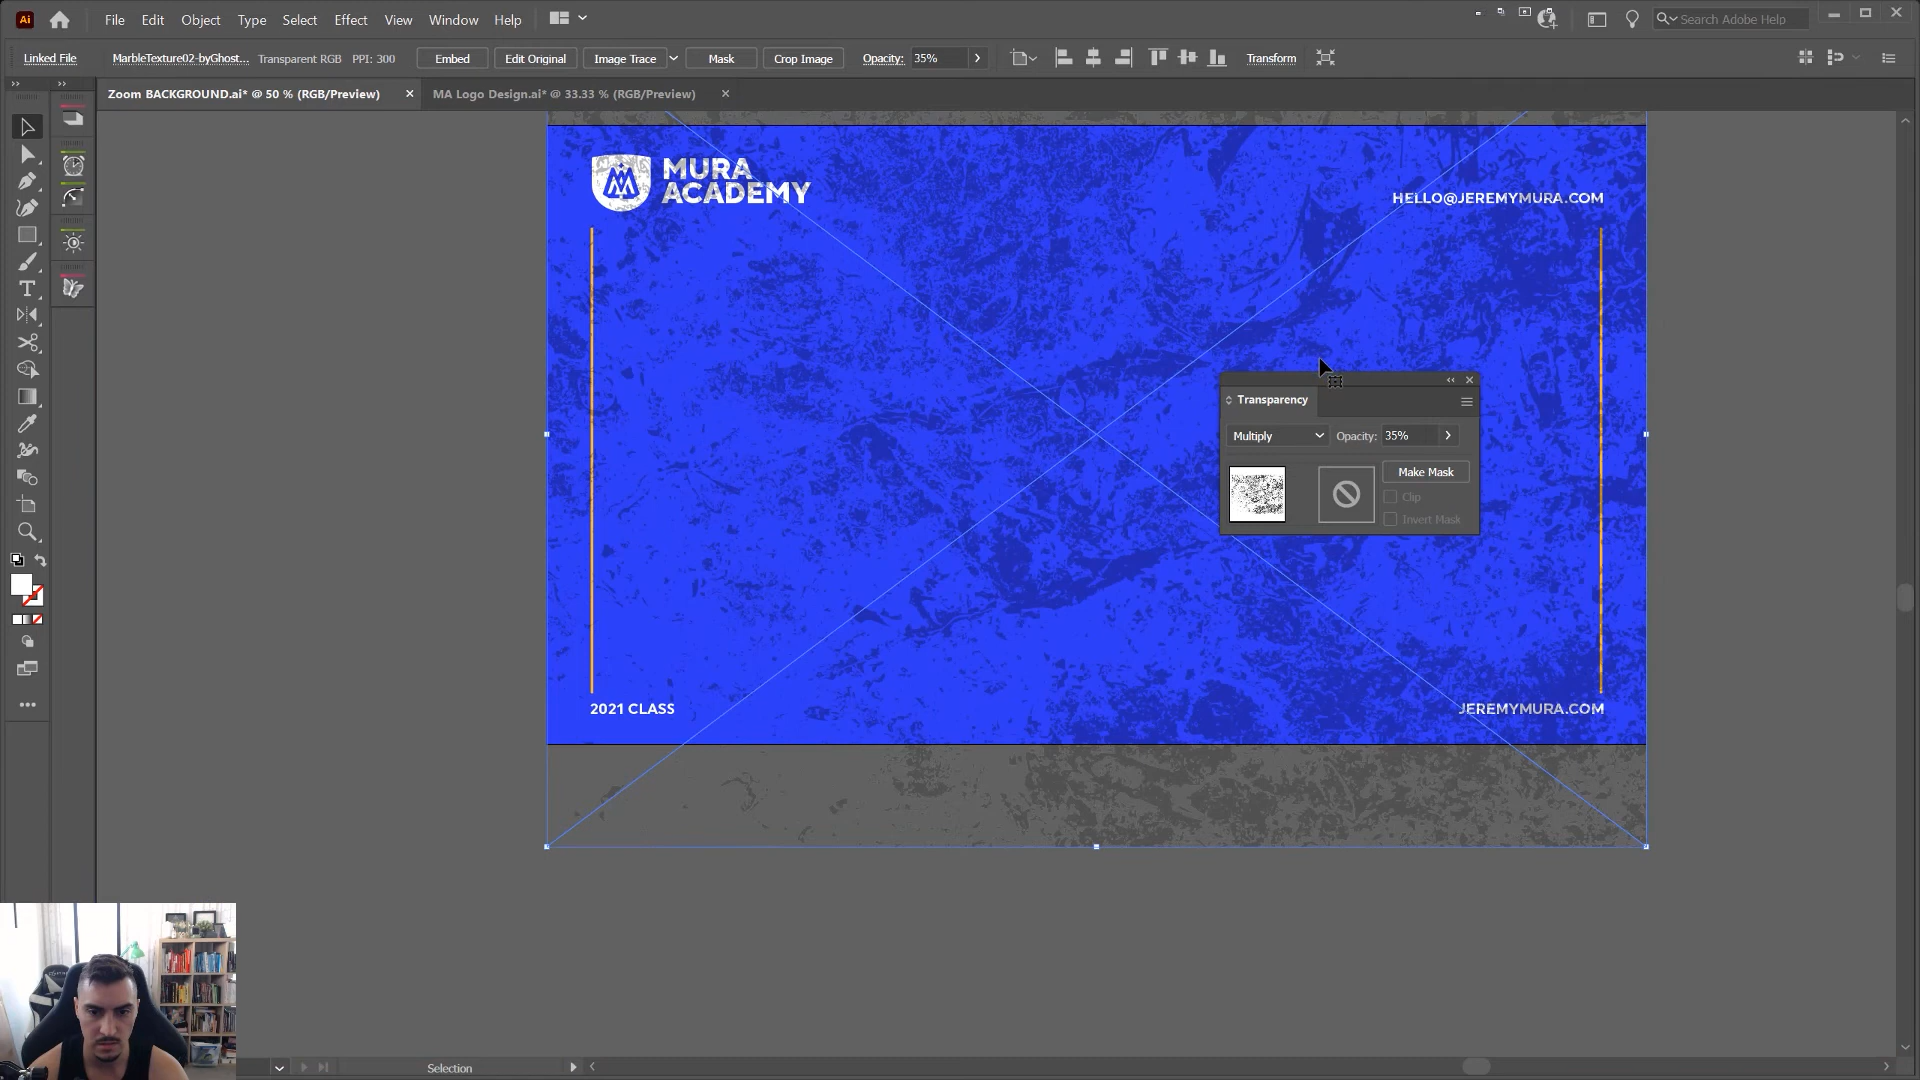 Ai File Edit Object Type Select Effect View Window Help Search Adobe Help
Linked File MarbleTexture02-byGhost... Transparent RGB PPI: 300 Embed Edit Original Image Trace Mask Crop Image Opacity: 35% Transform
Zoom BACKGROUND.ai* @ 50 % (RGB/Preview) MA Logo Design.ai* @ 33.33 % (RGB/Preview)
MURA
ACADEMY
HELLO@JEREMYMURA.COM
Transparency
Multiply Opacity: 35%
Make Mask
Clip
Invert Mask
2021 CLASS
JEREMYMURA.COM
Selection